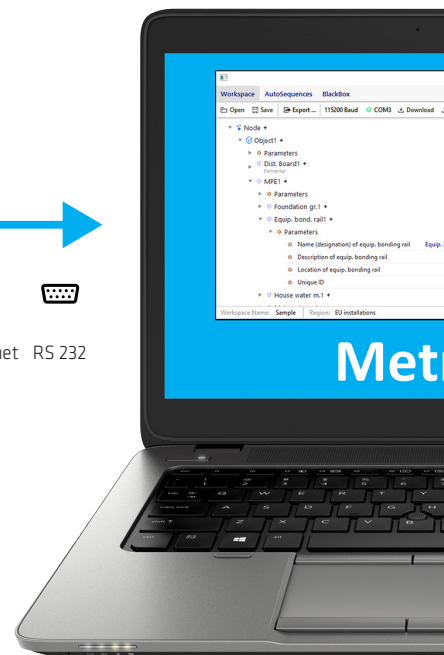 Workspace AutoSequences BlackBox
Open Save Export ... 115200 Baud COM3 Download
Node +
Object1 +
Parameters
Dist. Board1 +
Komentar
MPE1 +
Parameters
Foundation gr.1 +
Equip. bond. rail1 +
Parameters
Name (designation) of equip. bonding rail Equip.
Description of equip. bonding rail
Location of equip. bonding rail
Unique ID
House water m.1 +
Workspace Name: Sample Region: EU installations
net RS 232
Metr
Q W E R T Y
A S D F G H
Z X C V B